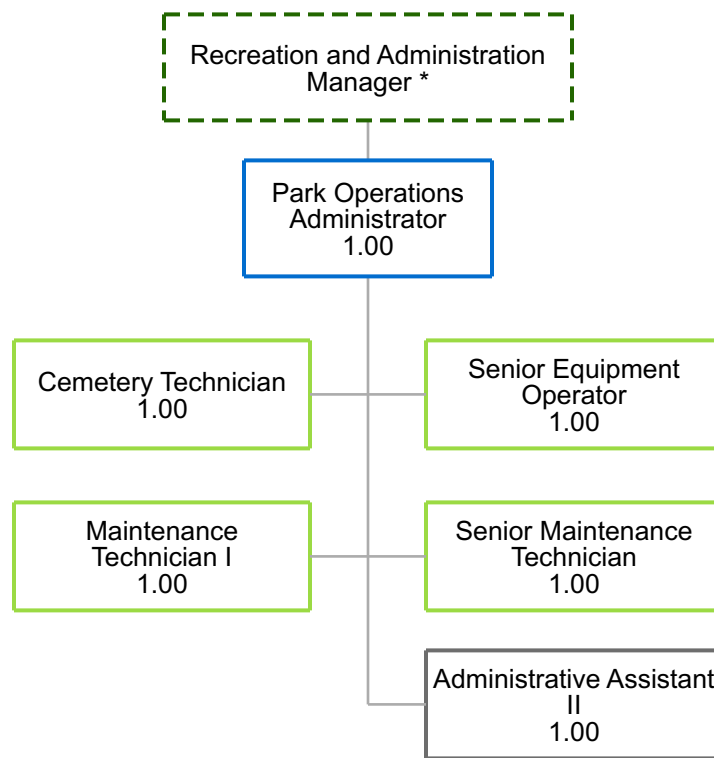 Recreation and Administration
Manager *
Park Operations
Administrator
1.00
Cemetery Technician
1.00
Senior Equipment
Operator
1.00
Maintenance
Technician I
1.00
Senior Maintenance
Technician
1.00
Administrative Assistant
II
1.00